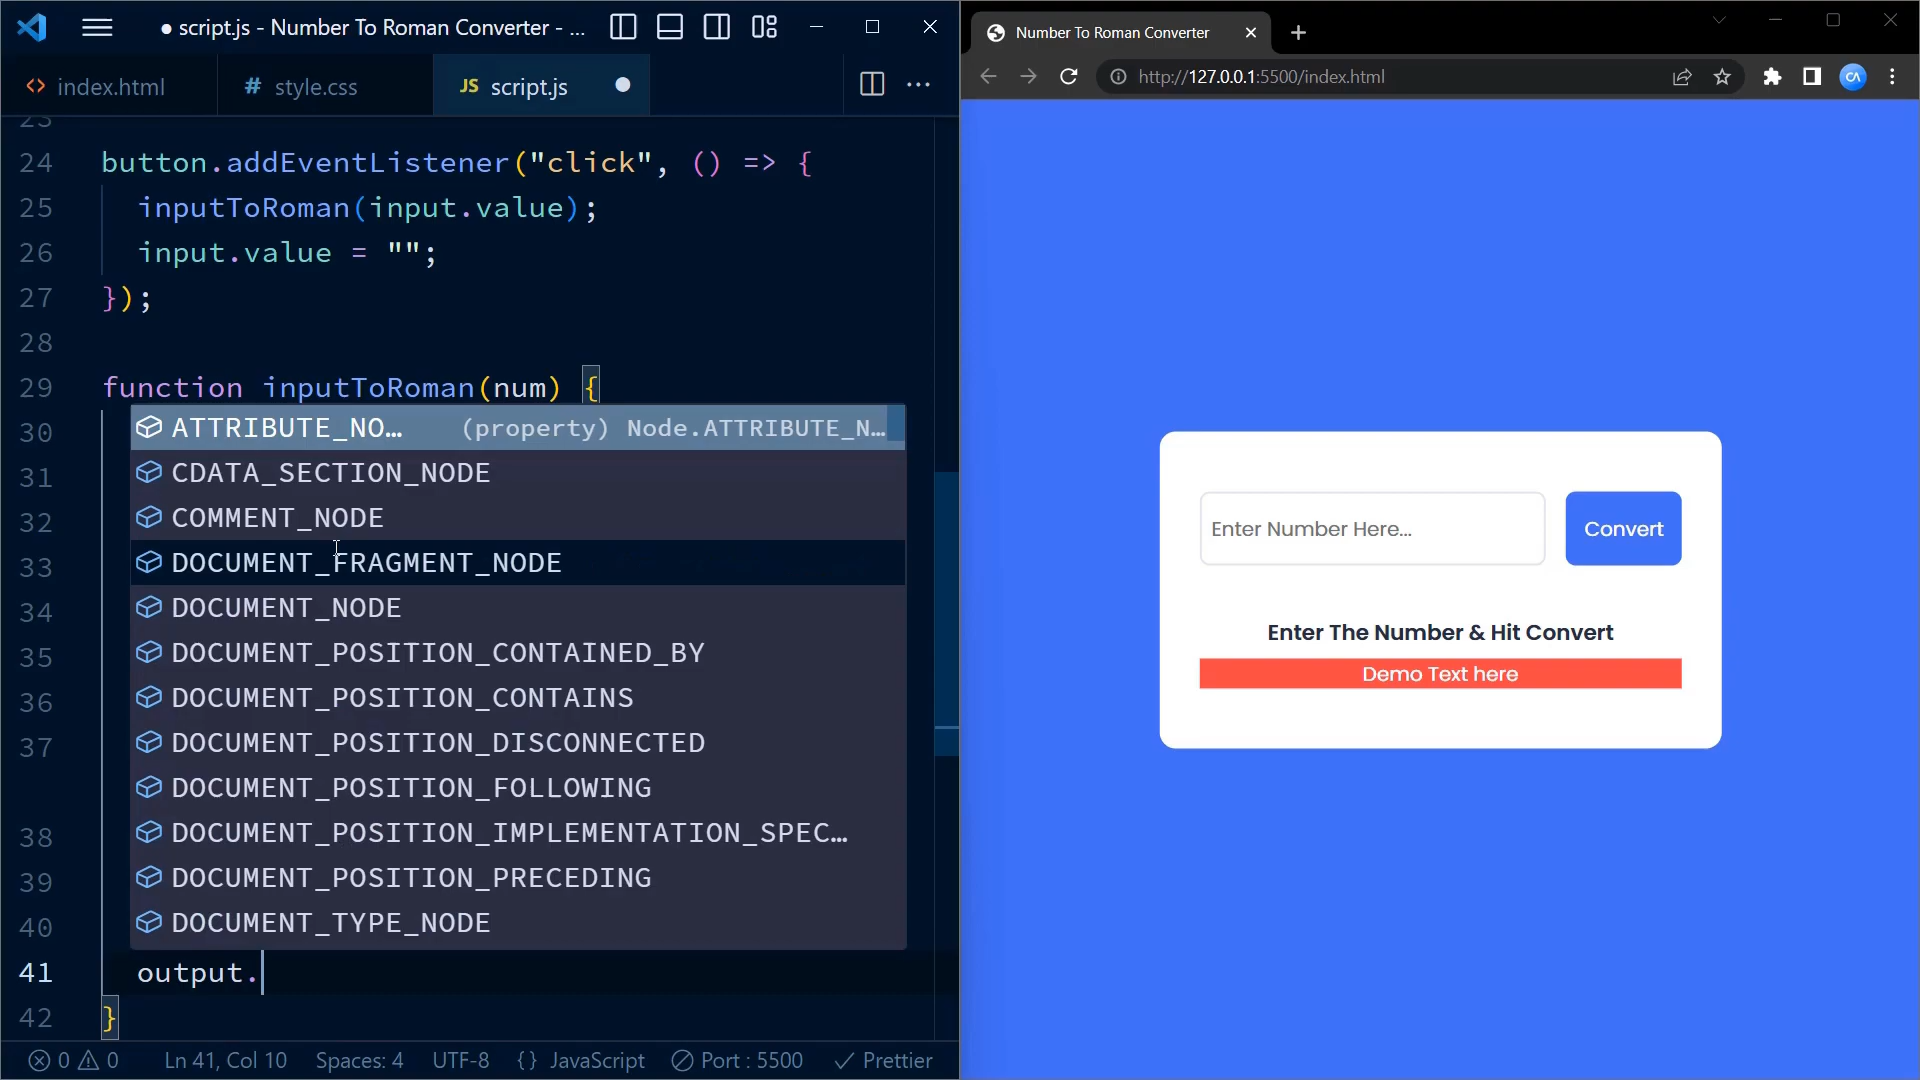 script.js - Number To Roman Converter - ...
index.html
# style.css
JS script.js
23
24 button.addEventListener("click", () => {
25 inputToRoman(input.value);
26 input.value = "";
27 });
28
29 function inputToRoman(num) {
30 ATTRIBUTE_NO… (property) Node.ATTRIBUTE_N…
31 CDATA_SECTION_NODE
32 COMMENT_NODE
33 DOCUMENT_FRAGMENT_NODE
34 DOCUMENT_NODE
35 DOCUMENT_POSITION_CONTAINED_BY
36 DOCUMENT_POSITION_CONTAINS
37 DOCUMENT_POSITION_DISCONNECTED
DOCUMENT_POSITION_FOLLOWING
38 DOCUMENT_POSITION_IMPLEMENTATION_SPEC…
39 DOCUMENT_POSITION_PRECEDING
40 DOCUMENT_TYPE_NODE
41 output.
42 }
0 0 Ln 41, Col 10 Spaces: 4 UTF-8 {} JavaScript Port : 5500 Prettier
Number To Roman Converter
http://127.0.0.1:5500/index.html
CA
Enter Number Here...
Convert
Enter The Number & Hit Convert
Demo Text here